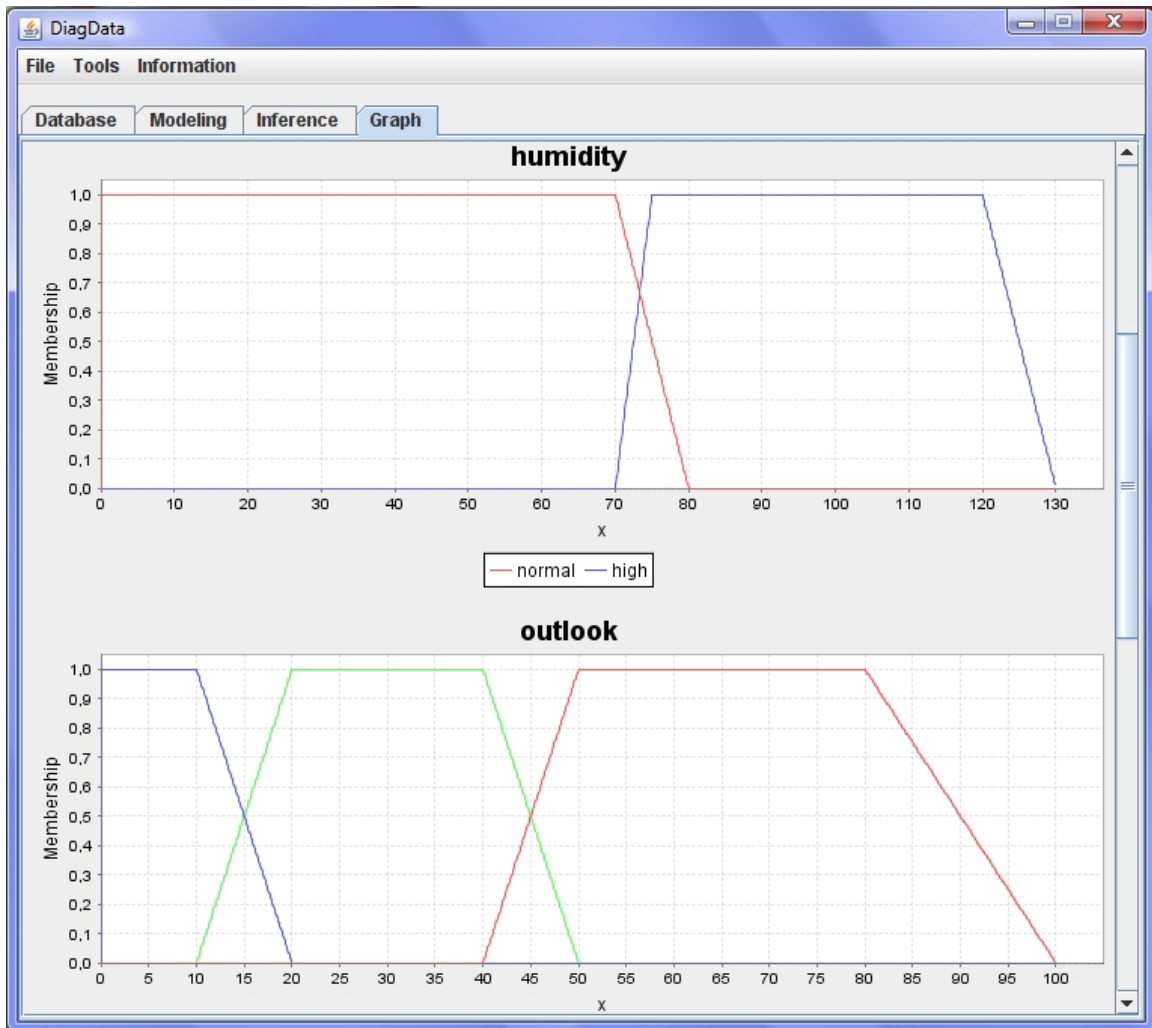 DiagData
File Tools Information
Database Modeling Inference Graph
humidity
1,0
0,9
0,8
0,7
0,6
0,5
0,4
0,3
0,2
0,1
0,0
Membership
0 10 20 30 40 50 60 70 80 90 100 110 120 130
X
normal high
outlook
1,0
0,9
0,8
0,7
0,6
0,5
0,4
0,3
0,2
0,1
0,0
Membership
0 5 10 15 20 25 30 35 40 45 50 55 60 65 70 75 80 85 90 95 100
X